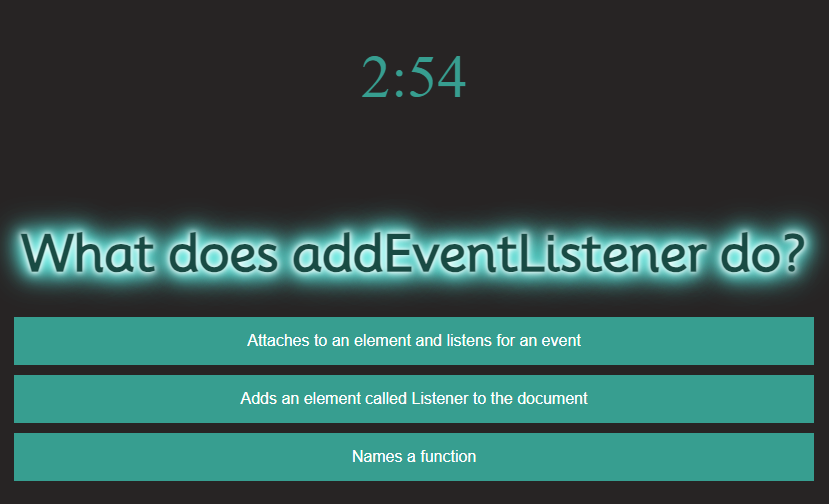 2:54
What does addEventListener do?
Attaches to an element and listens for an event
Adds an element called Listener to the document
Names a function